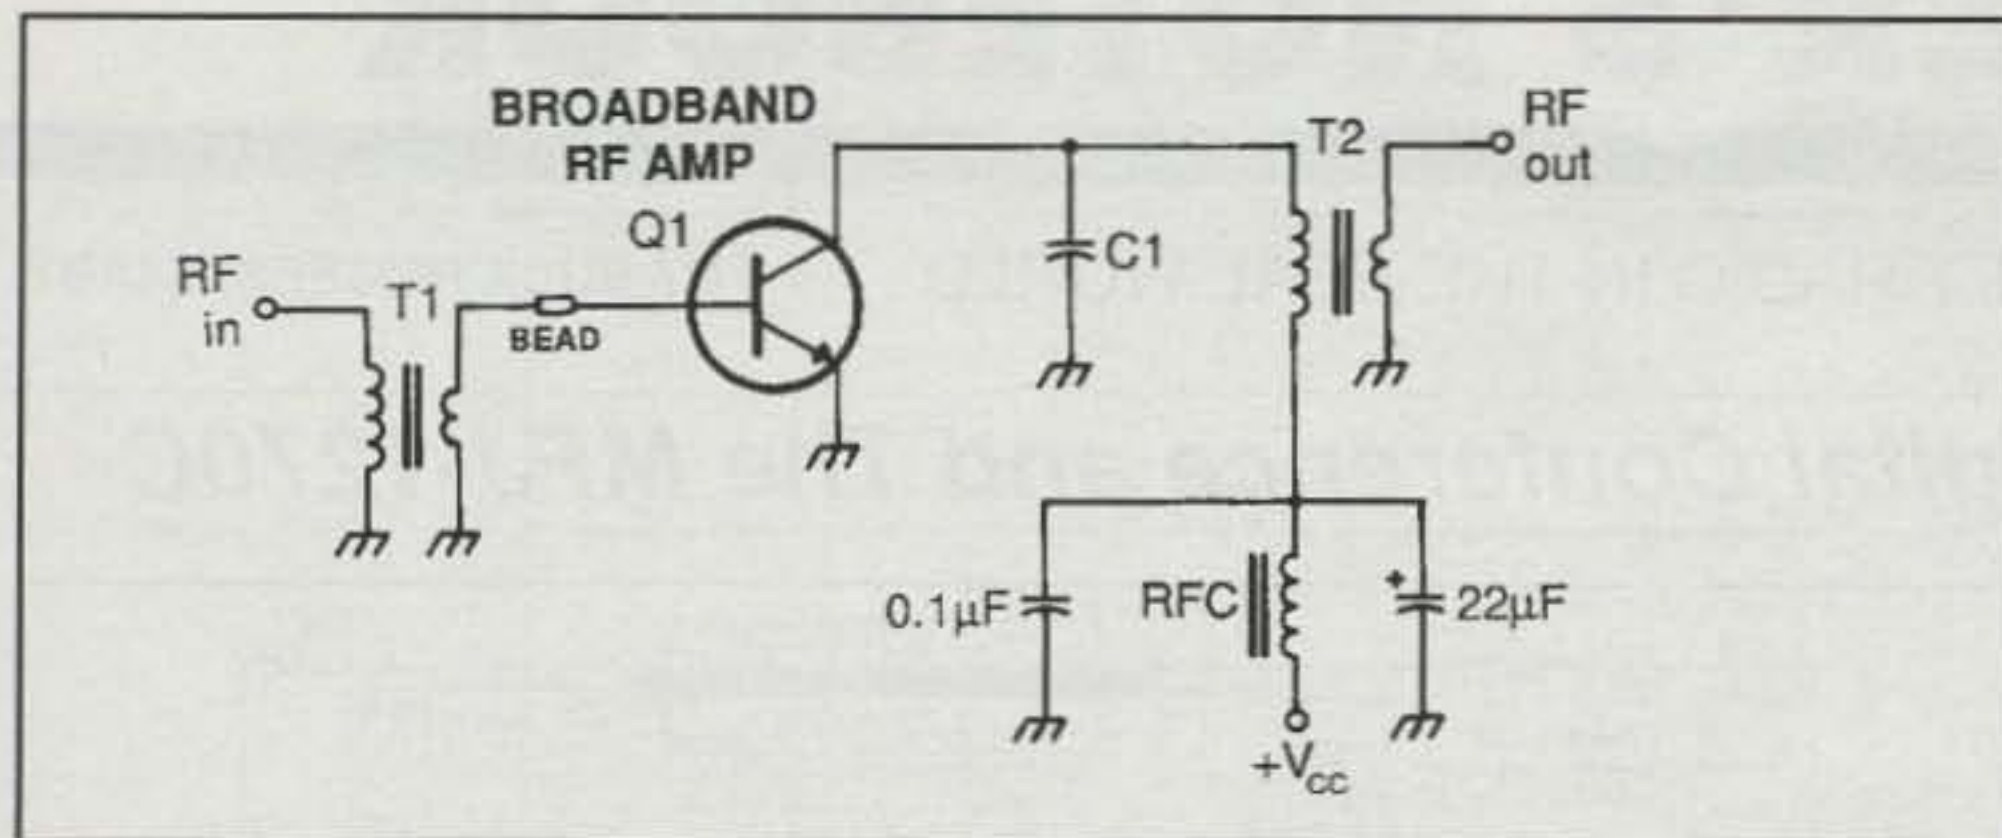 BROADBAND
RF AMP
RF
out
T2
Q1
C1
RF
in
T1
BEAD
0.1µF
RFC
+
22µF
+Vcc